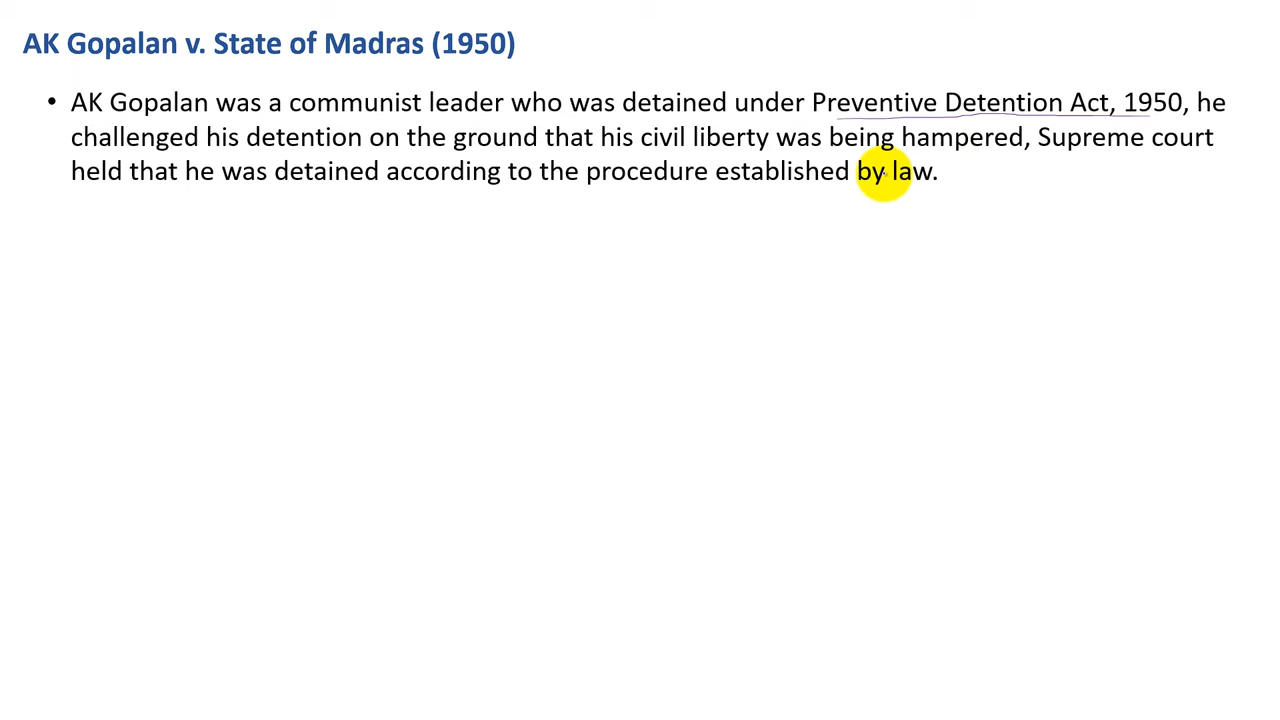 AK Gopalan v. State of Madras (1950)
• AK Gopalan was a communist leader who was detained under Preventive Detention Act, 1950, he
challenged his detention on the ground that his civil liberty was being hampered, Supreme court
held that he was detained according to the procedure established by law.